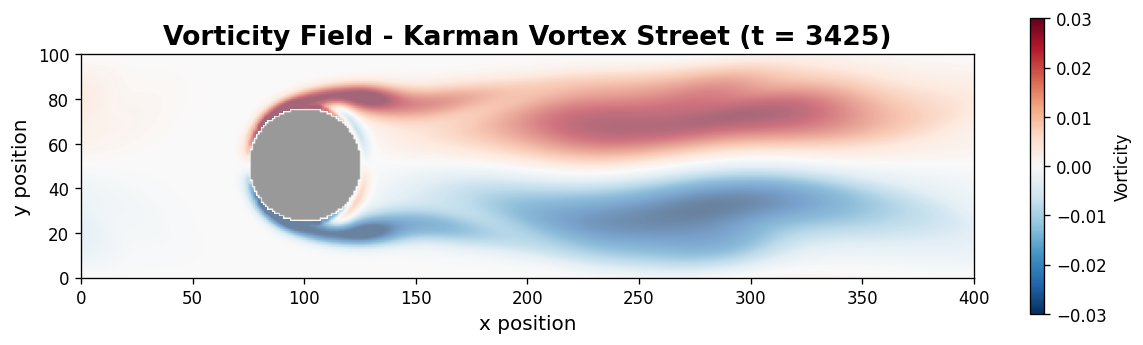 Vorticity Field - Karman Vortex Street (t = 3425)
100
80
60
40
20
0
y position
0 50 100 150 200 250 300 350 400
x position
0.03
0.02
0.01
0.00
−0.01
−0.02
−0.03
Vorticity